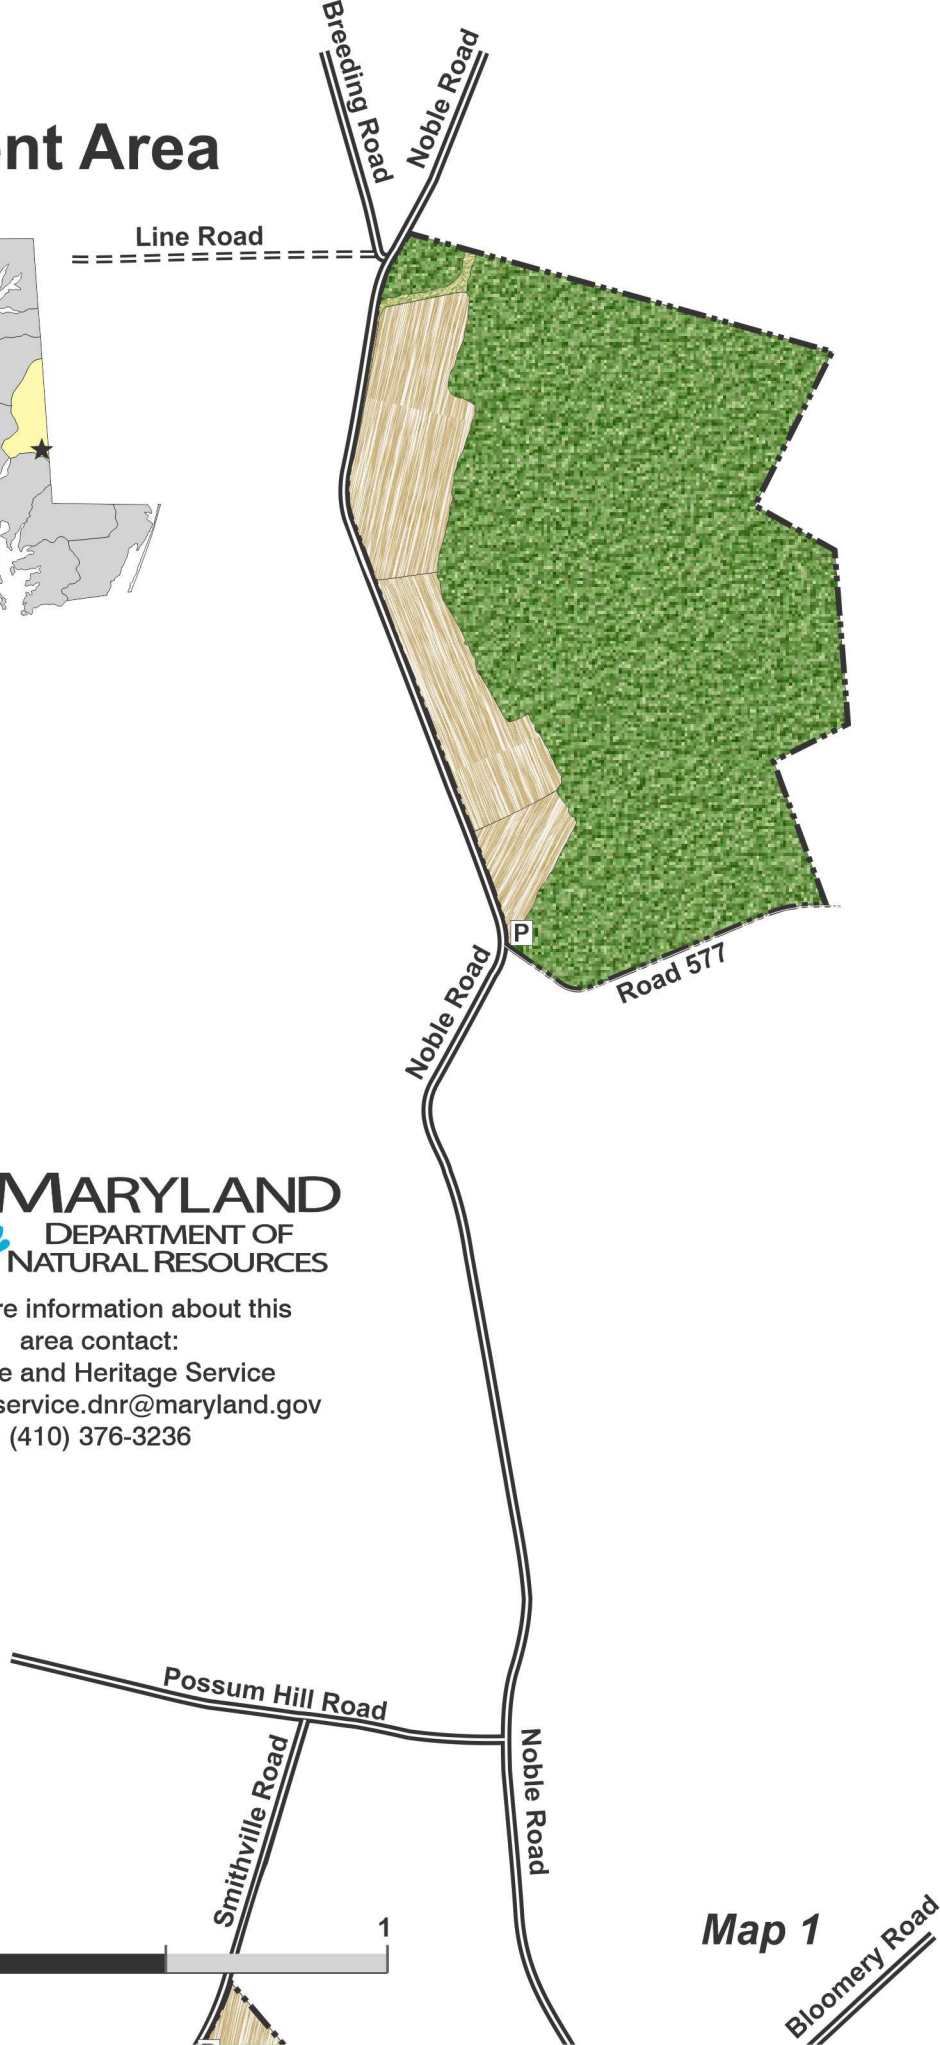 Breeding Road
Noble Road
ent Area
Line Road
P
Road 577
Noble Road
MARYLAND
DEPARTMENT OF
NATURAL RESOURCES
re information about this
area contact:
e and Heritage Service
service.dnr@maryland.gov
(410) 376-3236
Possum Hill Road
Smithville Road
Noble Road
1
Map 1
Bloomery Road